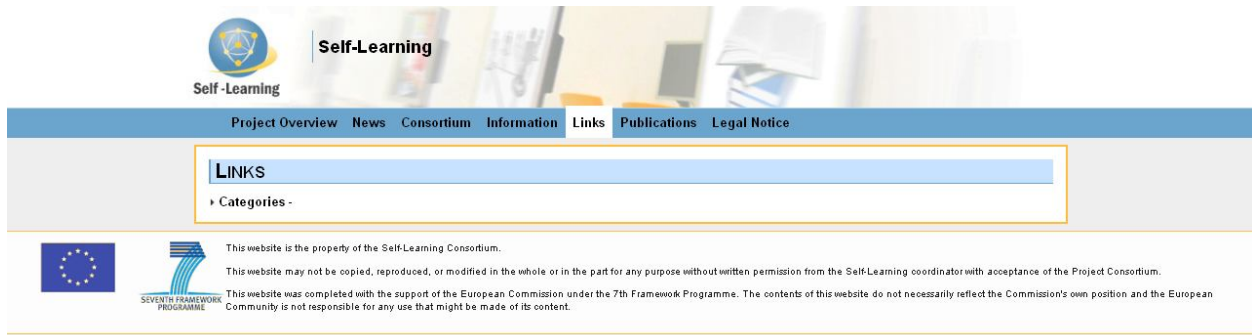 Self-Learning
Self-Learning
Project Overview News Consortium Information Links Publications Legal Notice
LINKS
Categories -
This website is the property of the Self-Learning Consortium.
This website may not be copied, reproduced, or modified in the whole or in the part for any purpose without written permission from the Self-Learning coordinator with acceptance of the Project Consortium.
SEVENTH FRAMEWORK
PROGRAMME
This website was completed with the support of the European Commission under the 7th Framework Programme. The contents of this website do not necessarily reflect the Commission's own position and the European
Community is not responsible for any use that might be made of its content.